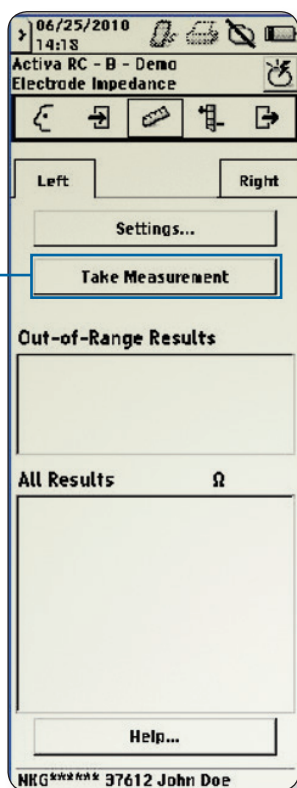 06/25/2010
14:18
Activa RC - B - Demo
Electrode Impedance
Left
Right
Settings...
Take Measurement
Out-of-Range Results
All Results Ω
Help...
NKG****** 37612 John Doe